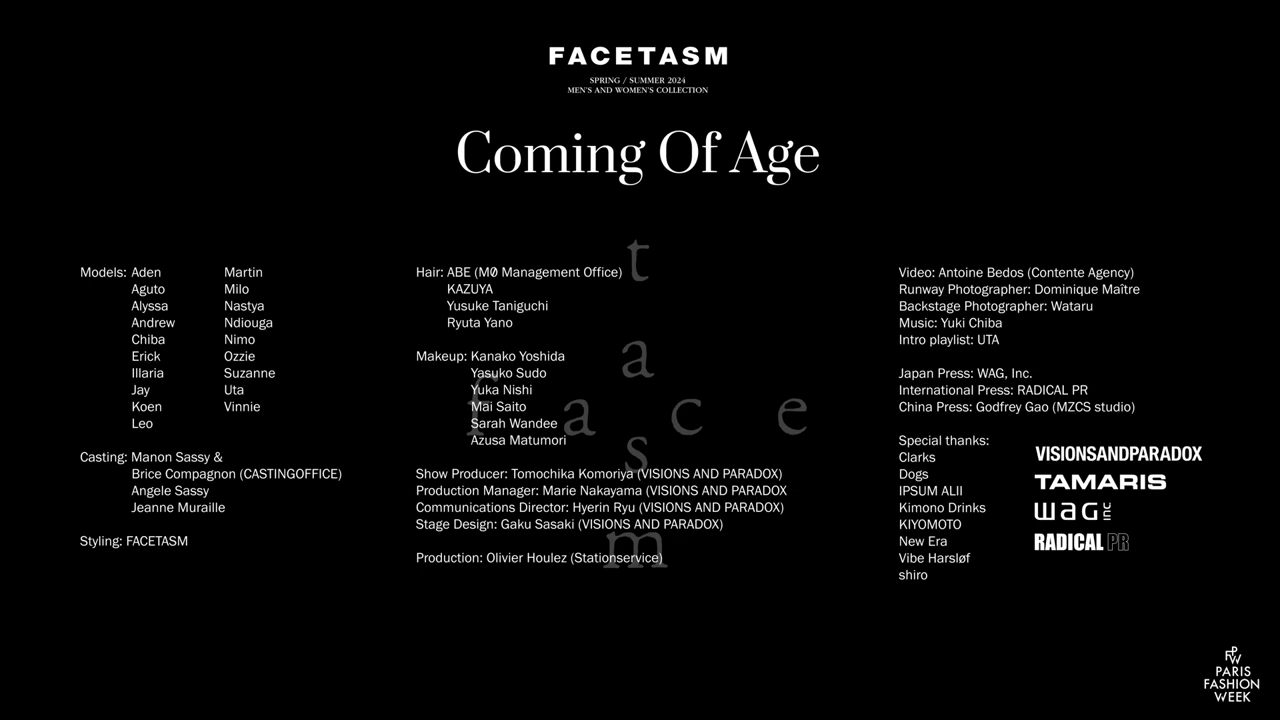 FACETASM
SPRING / SUMMER 2024
MEN'S AND WOMEN'S COLLECTION
Coming Of Age
Models: Aden
Aguto
Alyssa
Andrew
Chiba
Erick
Illaria
Jay
Koen
Leo
Martin
Milo
Nastya
Ndiouga
Nimo
Ozzie
Suzanne
Uta
Vinnie
Casting: Manon Sassy &
Brice Compagnon (CASTINGOFFICE)
Angele Sassy
Jeanne Muraille
Styling: FACETASM
Hair: ABE (MØ Management Office)
KAZUYA
Yusuke Taniguchi
Ryuta Yano
Makeup: Kanako Yoshida
Yasuko Sudo
Yuka Nishi
Mai Saito
Sarah Wandee
Azusa Matumori
Show Producer: Tomochika Komoriya (VISIONS AND PARADOX)
Production Manager: Marie Nakayama (VISIONS AND PARADOX
Communications Director: Hyerin Ryu (VISIONS AND PARADOX)
Stage Design: Gaku Sasaki (VISIONS AND PARADOX)
Production: Olivier Houlez (Stationservice)
t
a
f a c e
s
m
Video: Antoine Bedos (Contente Agency)
Runway Photographer: Dominique Maître
Backstage Photographer: Wataru
Music: Yuki Chiba
Intro playlist: UTA
Japan Press: WAG, Inc.
International Press: RADICAL PR
China Press: Godfrey Gao (MZCS studio)
Special thanks:
Clarks
Dogs
IPSUM ALII
Kimono Drinks
KIYOMOTO
New Era
Vibe Harsløf
shiro
VISIONSANDPARADOX
TAMARIS
waG inc
RADICAL PR
PFW
PARIS
FASHION
WEEK